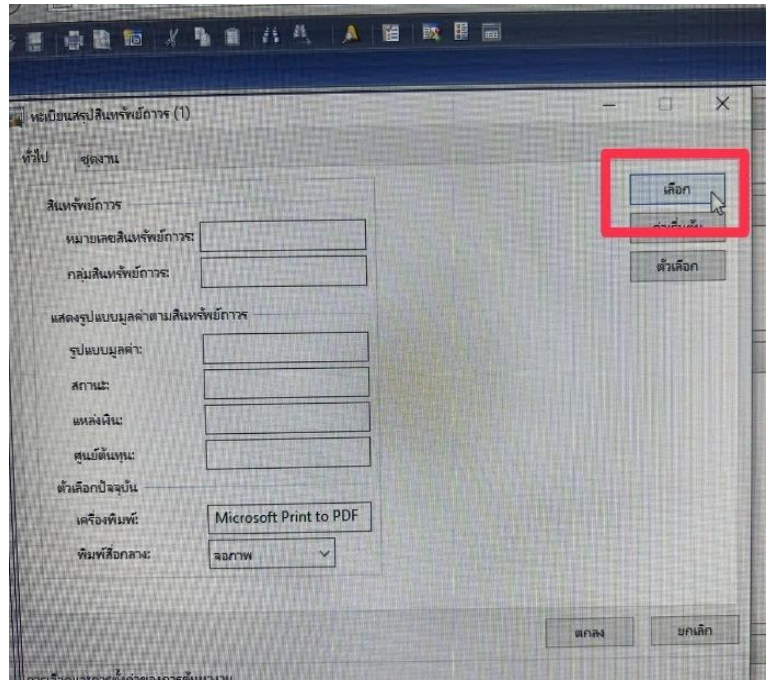 ทะเบียนสรุปสินทรัพย์ถาวร (1)
ทั่วไป ชุดงาน
สินทรัพย์ถาวร
หมายเลขสินทรัพย์ถาวร:
กลุ่มสินทรัพย์ถาวร:
แสดงรูปแบบมูลค่าตามสินทรัพย์ถาวร
รูปแบบมูลค่า:
สถานะ:
แหล่งเงิน:
ศูนย์ต้นทุน:
ตัวเลือกปัจจุบัน
เครื่องพิมพ์: Microsoft Print to PDF
พิมพ์สื่อกลาง: จอภาพ
เลือก
ค่าเริ่มต้น
ตัวเลือก
ตกลง ยกเลิก